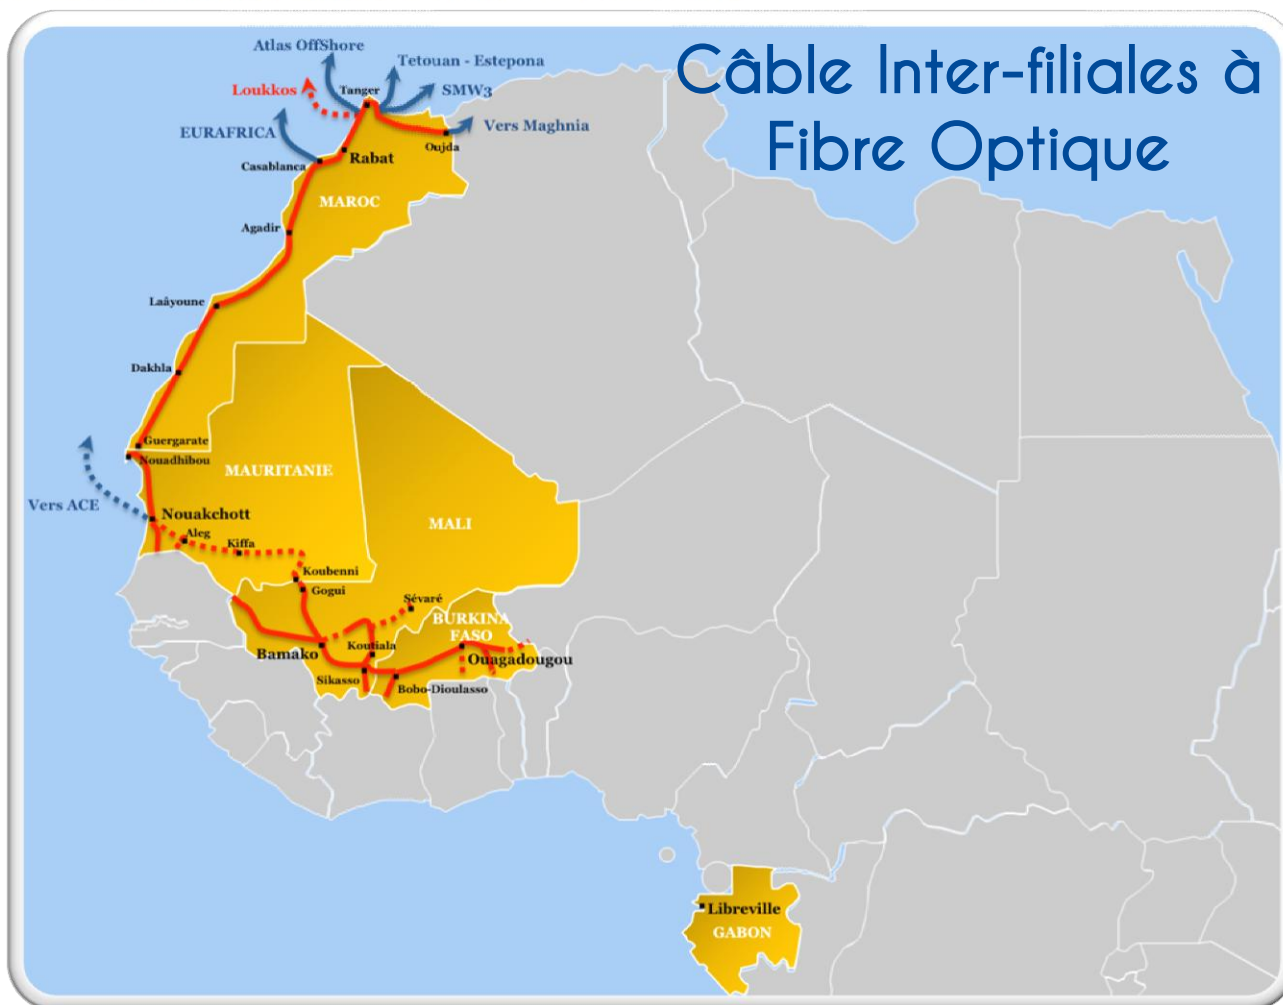 Câble Inter-filiales à
Fibre Optique
Atlas OffShore
Tetouan - Estepona
Loukkos
Tanger
SMW3
EURAFRICA
Vers Maghnia
Oujda
Rabat
Casablanca
MAROC
Agadir
Laâyoune
Dakhla
Guergarate
Nouadhibou
MAURITANIE
Vers ACE
Nouakchott
MALI
Aleg
Kiffa
Koubenni
Gogui
Sévaré
BURKINA
FASO
Koutiala
Bamako
Ouagadougou
Sikasso
Bobo-Dioulasso
Libreville
GABON